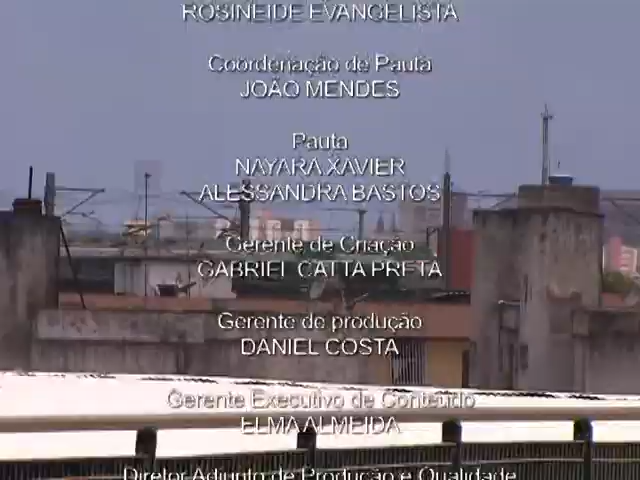 ROSINEIDE EVANGELISTA
Coordenação de Pauta
JOÃO MENDES
Pauta
NAYARA XAVIER
ALESSANDRA BASTOS
Gerente de Criação
GABRIEL GATTA PRETA
Gerente de produção
DANIEL COSTA
Gerente Executivo de Conteúdo
ELMA ALMEIDA
Diretor Adjunto de Produção e Qualidade